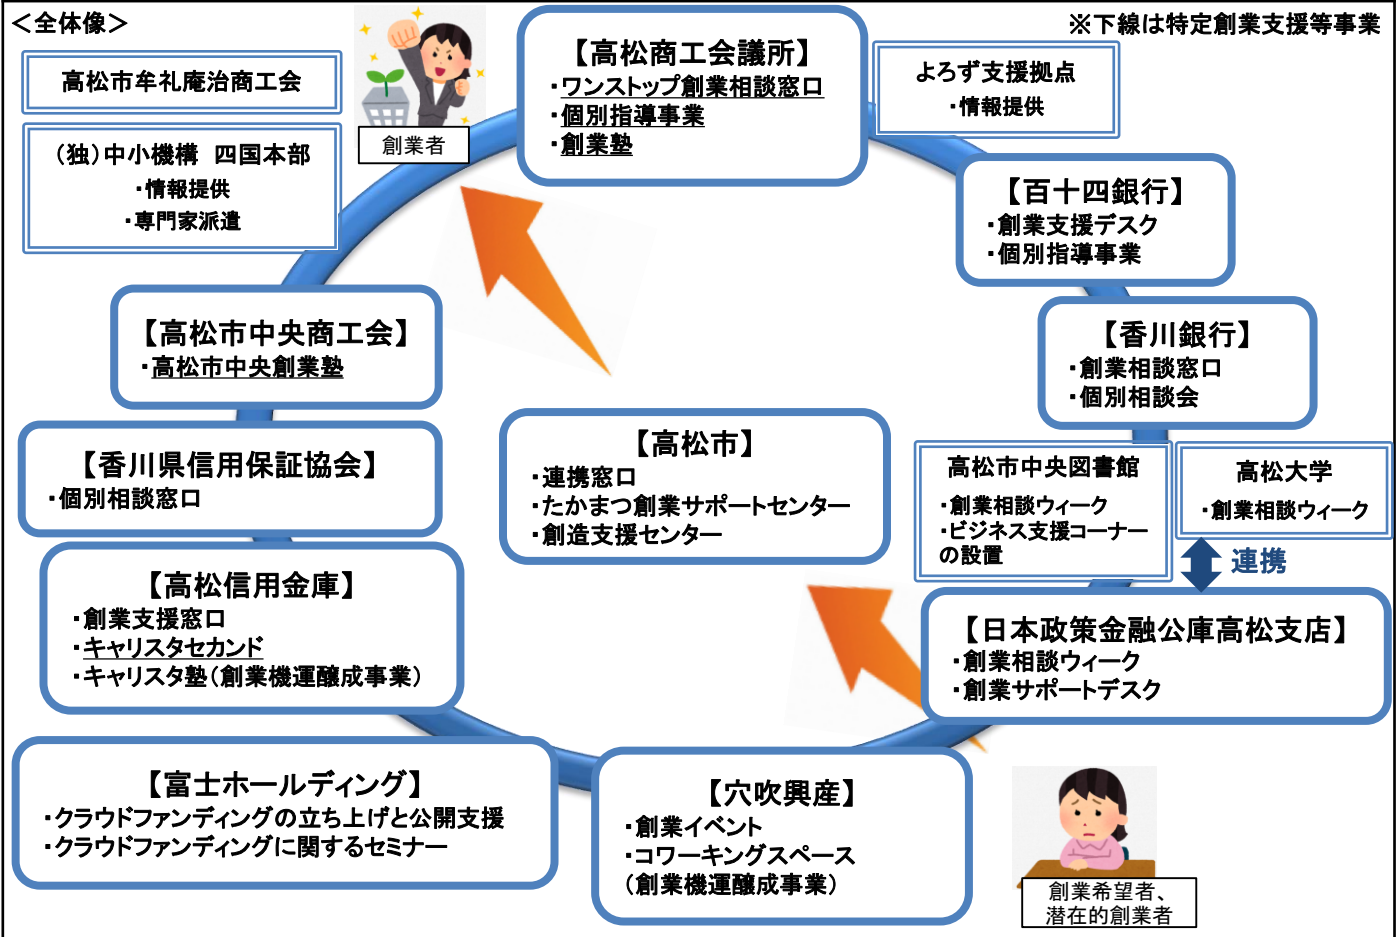 ＜全体像＞
※下線は特定創業支援等事業
高松市牟礼庵治商工会
（独）中小機構　四国本部
・情報提供
・専門家派遣
創業者
【高松商工会議所】
・ワンストップ創業相談窓口
・個別指導事業
・創業塾
よろず支援拠点
・情報提供
【百十四銀行】
・創業支援デスク
・個別指導事業
【高松市中央商工会】
・高松市中央創業塾
【香川銀行】
・創業相談窓口
・個別相談会
【香川県信用保証協会】
・個別相談窓口
【高松市】
・連携窓口
・たかまつ創業サポートセンター
・創造支援センター
高松市中央図書館
・創業相談ウィーク
・ビジネス支援コーナー
の設置
高松大学
・創業相談ウィーク
連携
【高松信用金庫】
・創業支援窓口
・キャリスタセカンド
・キャリスタ塾（創業機運醸成事業）
【日本政策金融公庫高松支店】
・創業相談ウィーク
・創業サポートデスク
【富士ホールディング】
・クラウドファンディングの立ち上げと公開支援
・クラウドファンディングに関するセミナー
【穴吹興産】
・創業イベント
・コワーキングスペース
（創業機運醸成事業）
創業希望者、
潜在的創業者